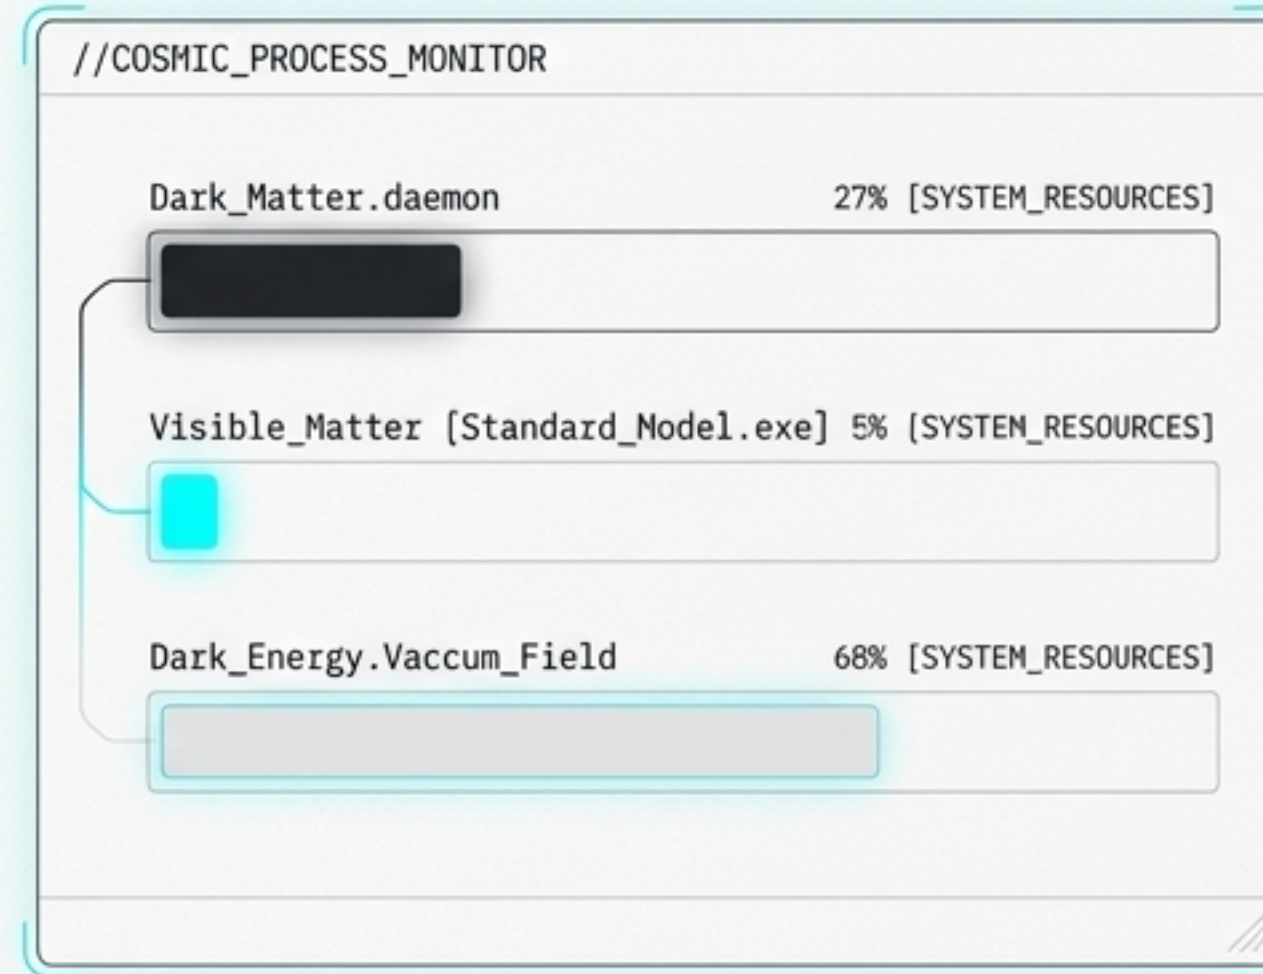 //COSMIC_PROCESS_MONITOR
Dark_Matter.daemon 27% [SYSTEM_RESOURCES]
Visible_Matter [Standard_Model.exe] 5% [SYSTEM_RESOURCES]
Dark_Energy.Vaccum_Field 68% [SYSTEM_RESOURCES]